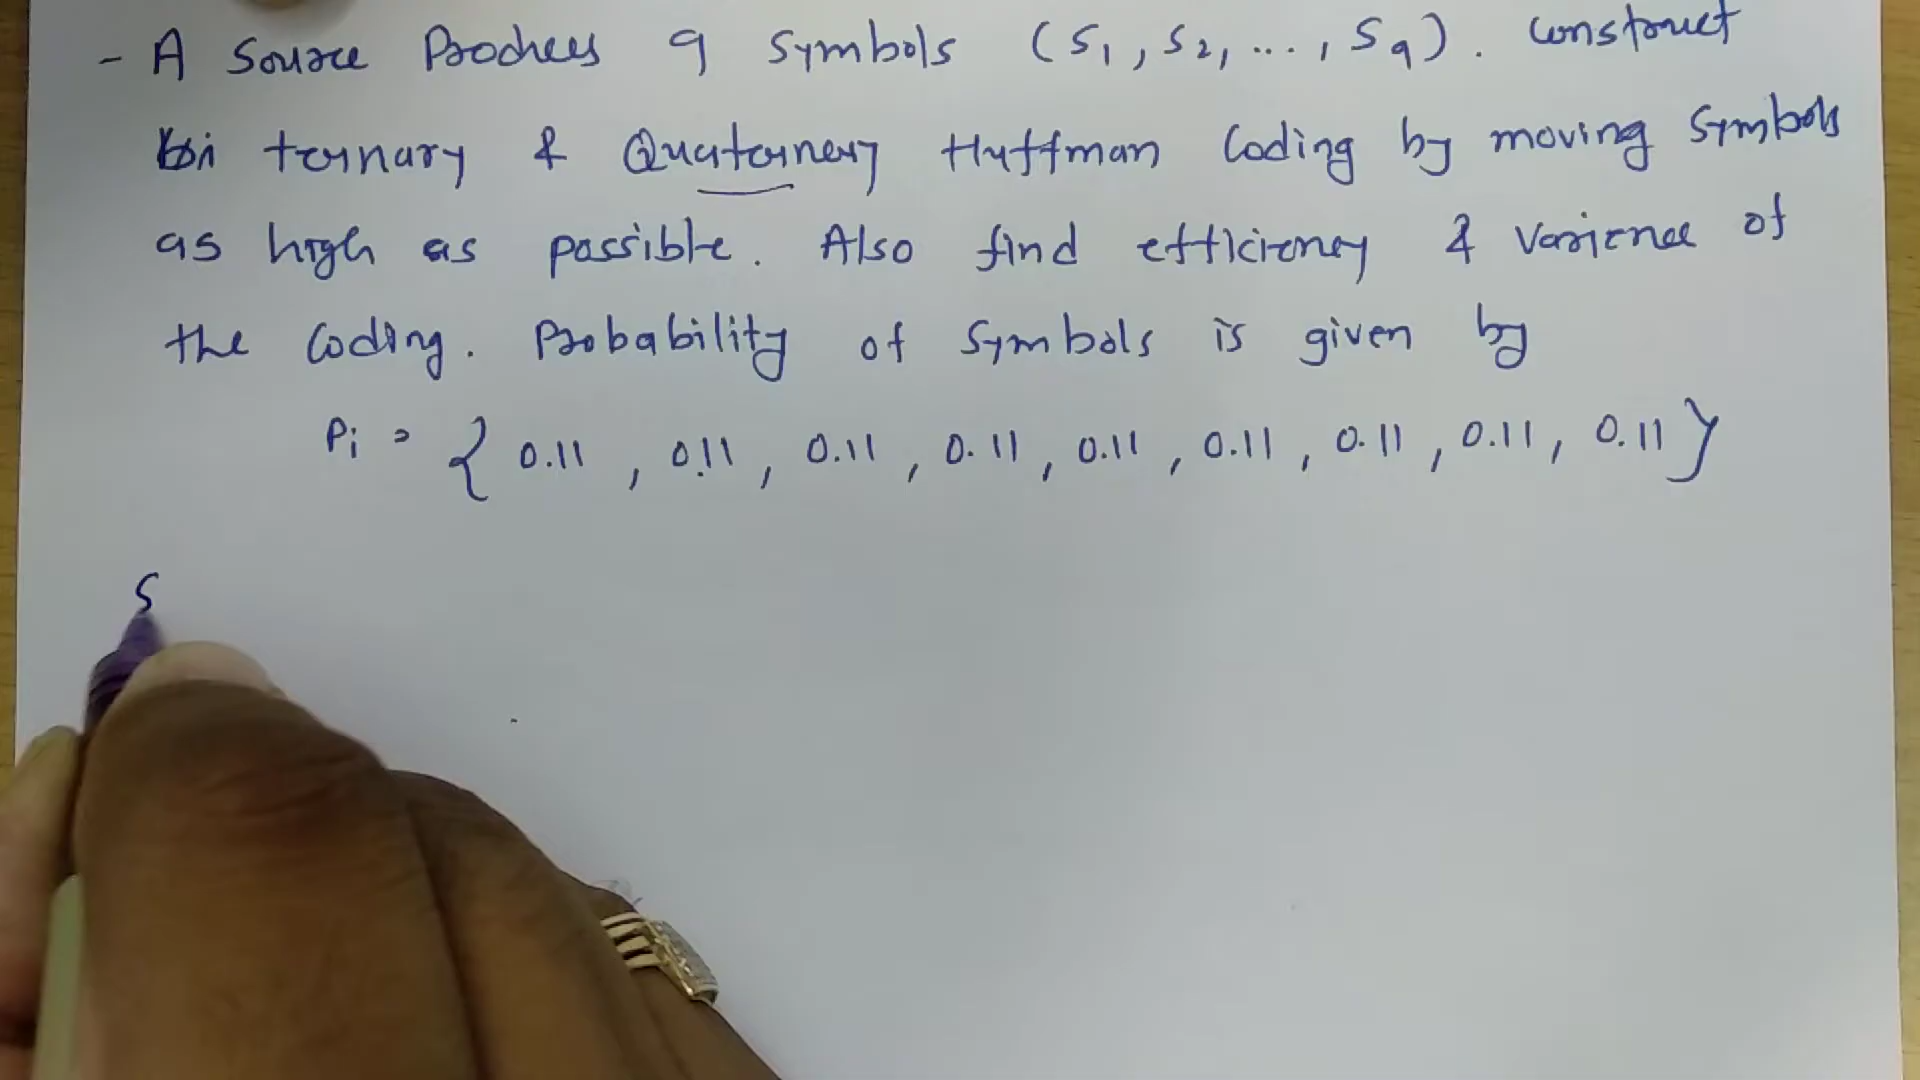 - A Source Produces 9 Symbols (S1, S2, ..., S9). Construct
ternary & Quaternery Huffman Coding by moving Symbols
as high as possible. Also find efficiency & Varience of
the Coding. Probability of Symbols is given by
Pi = { 0.11 , 0.11 , 0.11 , 0.11 , 0.11 , 0.11 , 0.11 , 0.11 , 0.11 }
S